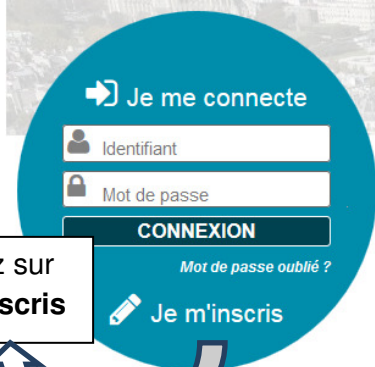 Je me connecte
Identifiant
Mot de passe
CONNEXION
Mot de passe oublié ?
sur
scris
Je m'inscris